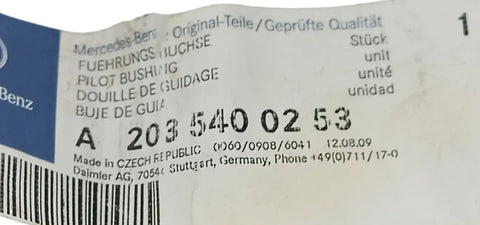 Mercedes-Benz Original-Teile/Geprüfte Qualität
FUEHRUNGSBUCHSE Stück 1
PILOT BUSHING unit
DOUILLE DE GUIDAGE unité
BUJE DE GUIA unidad
Benz
A 203 540 02 53
Made in CZECH REPUBLIC 0060/0908/6041 12.08.09
Daimler AG, 70546 Stuttgart, Germany, Phone +49(0)711/17-0